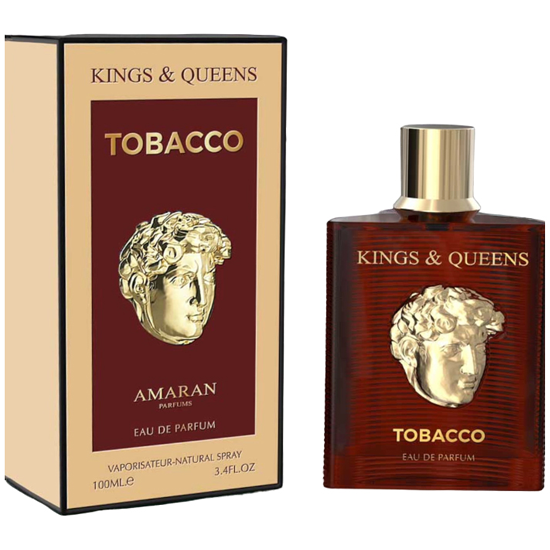 KINGS & QUEENS
TOBACCO
AMARAN
PARFUMS
EAU DE PARFUM
VAPORISATEUR-NATURAL SPRAY
100ML.e 3.4FL.OZ
KINGS & QUEENS
TOBACCO
EAU DE PARFUM